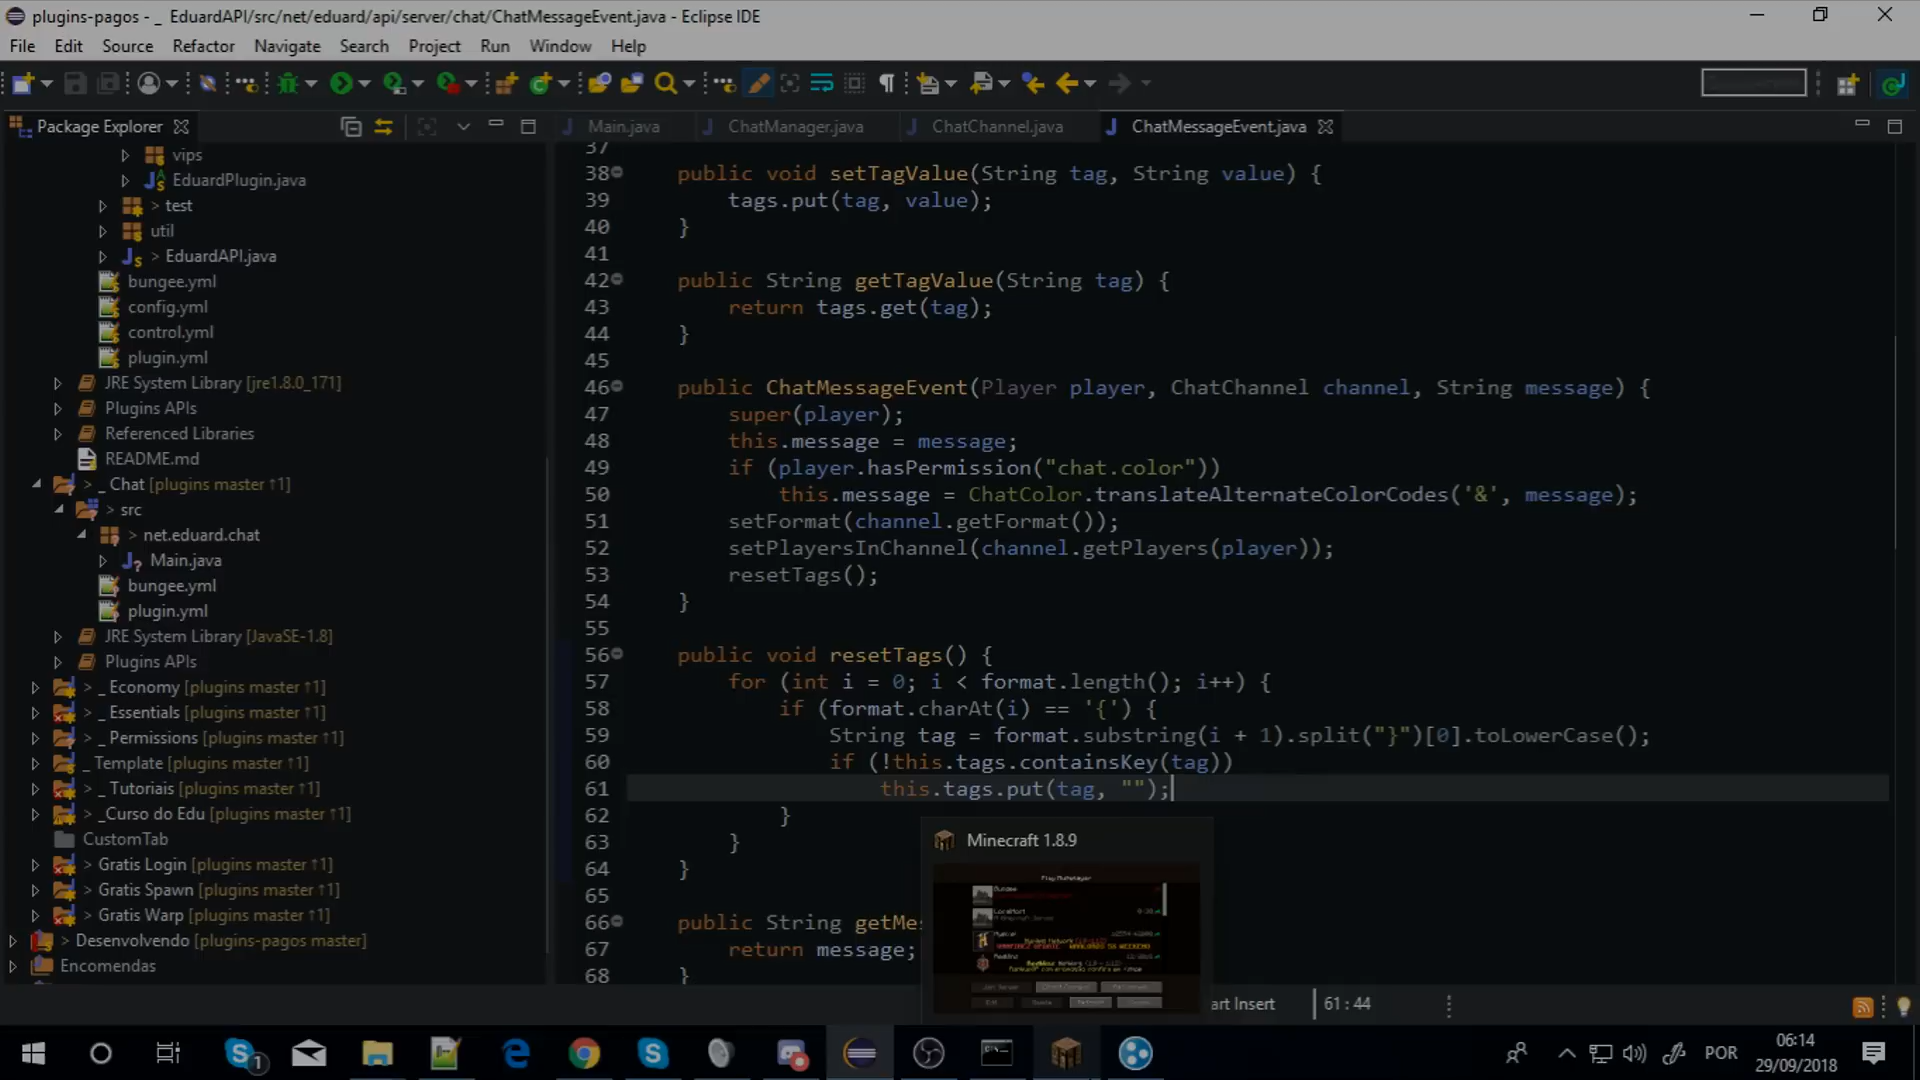 plugins-pagos - _ EduardAPI/src/net/eduard/api/server/chat/ChatMessageEvent.java - Eclipse IDE
File Edit Source Refactor Navigate Search Project Run Window Help
Package Explorer
Main.java ChatManager.java ChatChannel.java ChatMessageEvent.java
vips
EduardPlugin.java
> test
util
> EduardAPI.java
bungee.yml
config.yml
control.yml
plugin.yml
JRE System Library [jre1.8.0_171]
Plugins APIs
Referenced Libraries
README.md
> _ Chat [plugins master ↑1]
> src
> net.eduard.chat
Main.java
bungee.yml
plugin.yml
JRE System Library [JavaSE-1.8]
Plugins APIs
> _ Economy [plugins master ↑1]
> _ Essentials [plugins master ↑1]
> _ Permissions [plugins master ↑1]
_ Template [plugins master ↑1]
> _ Tutoriais [plugins master ↑1]
> _Curso do Edu [plugins master ↑1]
CustomTab
> Gratis Login [plugins master ↑1]
> Gratis Spawn [plugins master ↑1]
> Gratis Warp [plugins master ↑1]
> Desenvolvendo [plugins-pagos master]
Encomendas
37
38 public void setTagValue(String tag, String value) {
39 tags.put(tag, value);
40 }
41
42 public String getTagValue(String tag) {
43 return tags.get(tag);
44 }
45
46 public ChatMessageEvent(Player player, ChatChannel channel, String message) {
47 super(player);
48 this.message = message;
49 if (player.hasPermission("chat.color"))
50 this.message = ChatColor.translateAlternateColorCodes('&', message);
51 setFormat(channel.getFormat());
52 setPlayersInChannel(channel.getPlayers(player));
53 resetTags();
54 }
55
56 public void resetTags() {
57 for (int i = 0; i < format.length(); i++) {
58 if (format.charAt(i) == '{') {
59 String tag = format.substring(i + 1).split("}")[0].toLowerCase();
60 if (!this.tags.containsKey(tag))
61 this.tags.put(tag, "");
62 }
63 }
64 }
65
66 public String getMes
67 return message;
68 }
Minecraft 1.8.9
art Insert 61:44
1
POR
06:14
29/09/2018